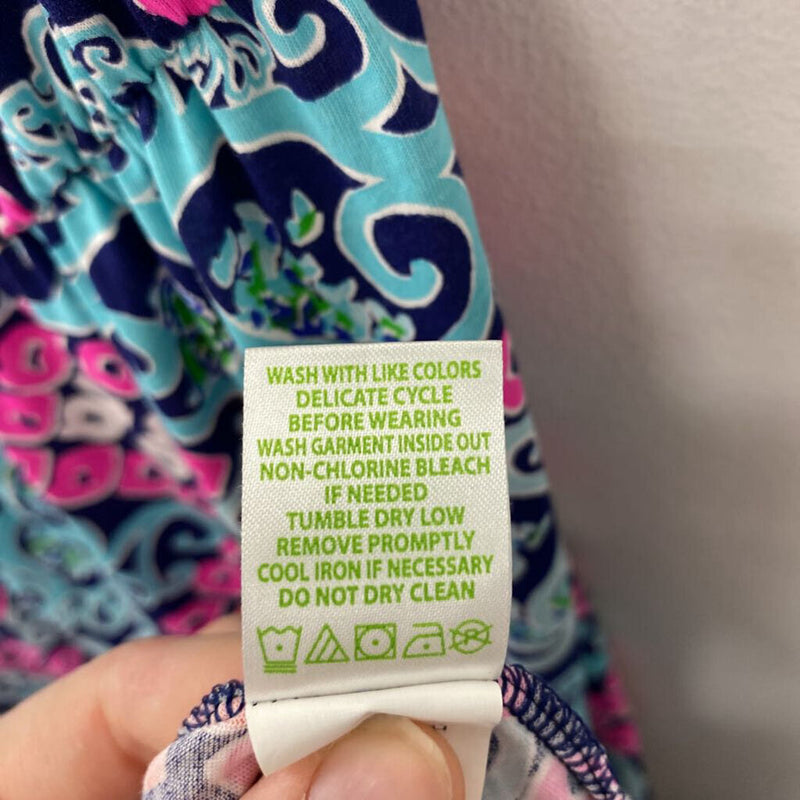 WASH WITH LIKE COLORS
DELICATE CYCLE
BEFORE WEARING
WASH GARMENT INSIDE OUT
NON-CHLORINE BLEACH
IF NEEDED
TUMBLE DRY LOW
REMOVE PROMPTLY
COOL IRON IF NECESSARY
DO NOT DRY CLEAN